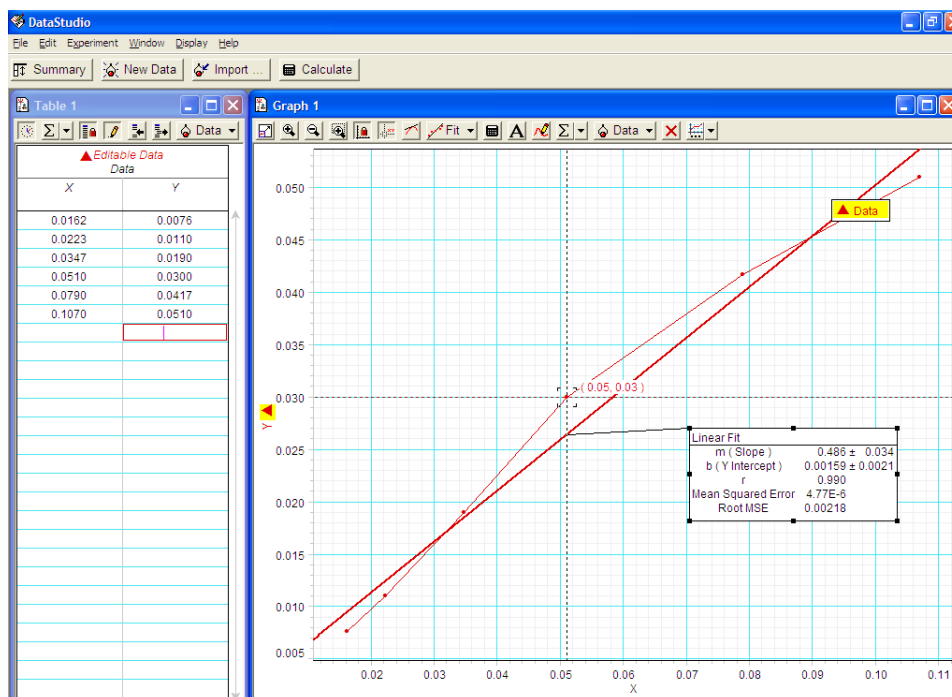 DataStudio
File Edit Experiment Window Display Help
Summary New Data Import ... Calculate
Table 1
Σ Data
Editable Data
Data
X Y
0.0162 0.0076
0.0223 0.0110
0.0347 0.0190
0.0510 0.0300
0.0790 0.0417
0.1070 0.0510
Graph 1
Fit A Σ Data
0.050
0.045
0.040
0.035
0.030
0.025
0.020
0.015
0.010
0.005
Y
Data
( 0.05, 0.03 )
Linear Fit
m ( Slope ) 0.486 ± 0.034
b ( Y Intercept ) 0.00159 ± 0.0021
r 0.990
Mean Squared Error 4.77E-6
Root MSE 0.00218
0.02 0.03 0.04 0.05 0.06 0.07 0.08 0.09 0.10 0.11
X